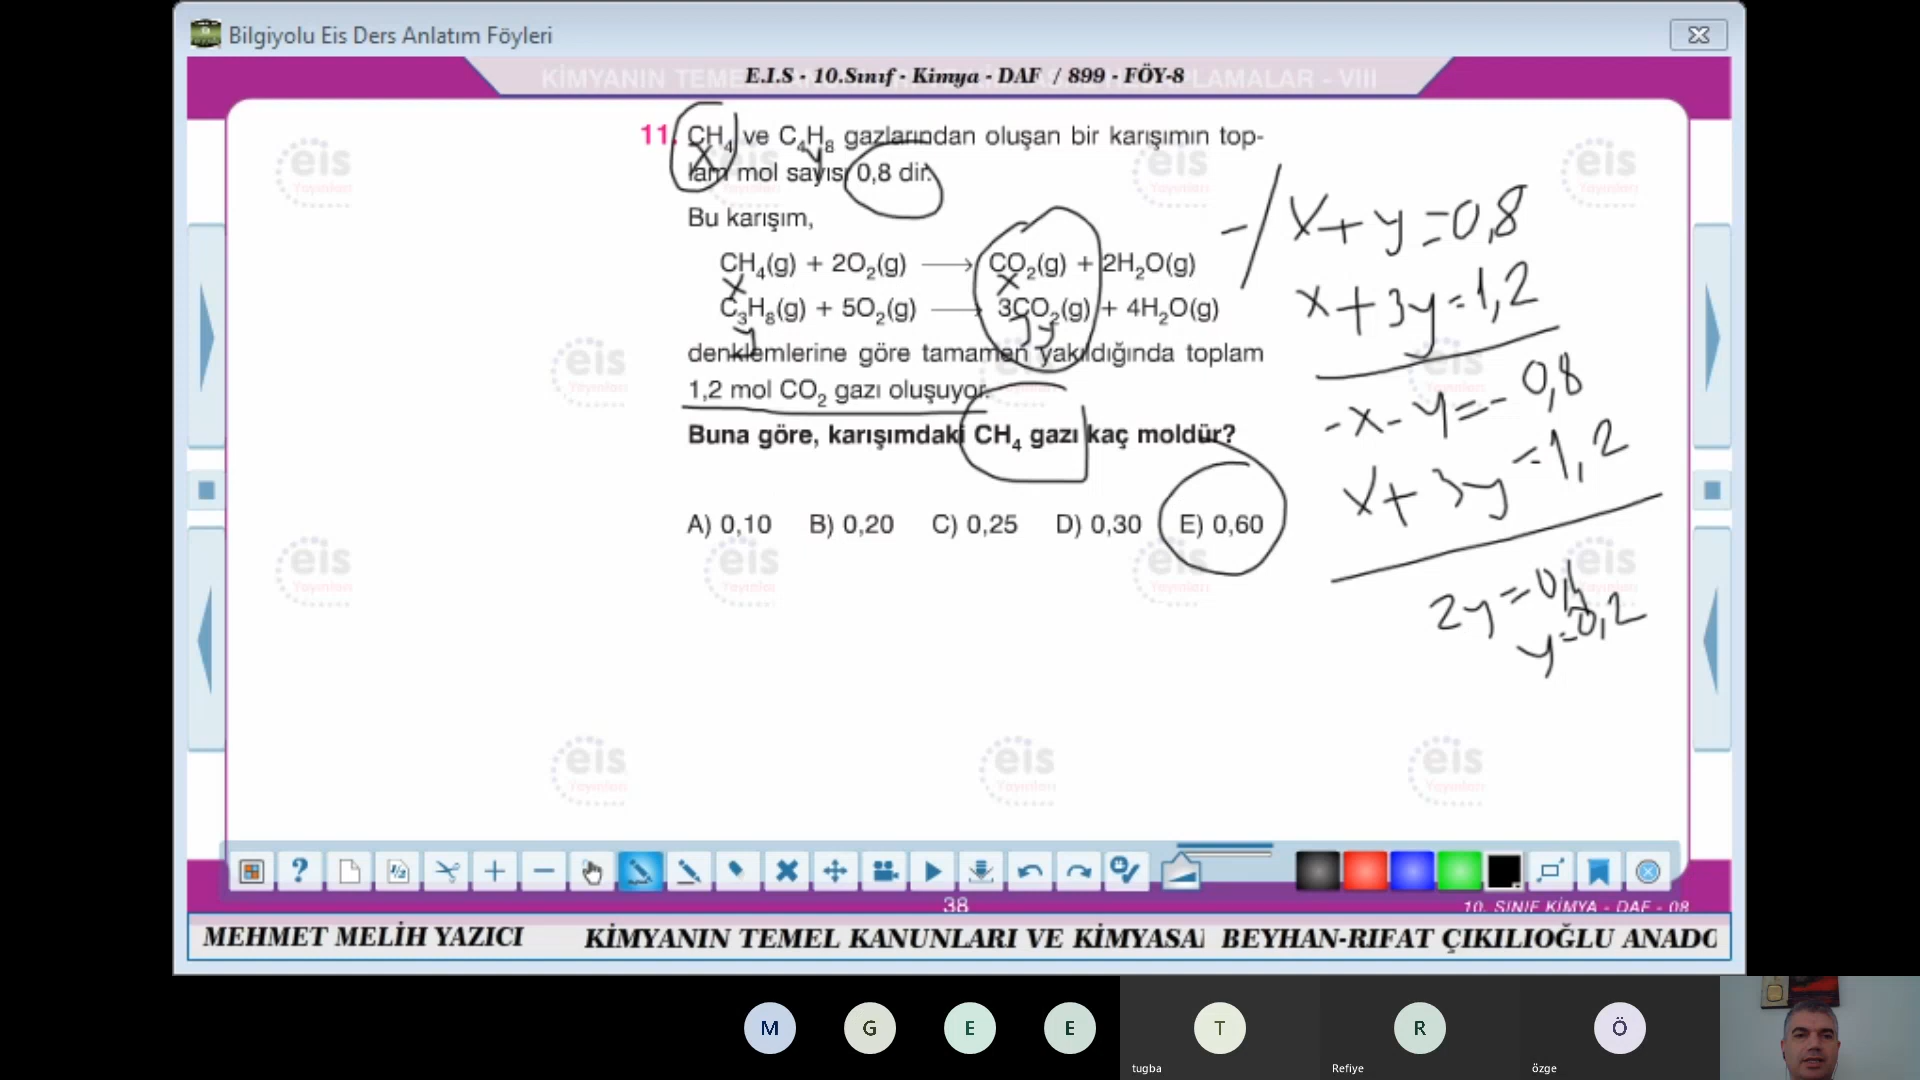 Bilgiyolu Eis Ders Anlatım Föyleri
E.I.S - 10.Sınıf - Kimya - DAF / 899 - FÖY-8
11. CH₄ ve C₄H₈ gazlarından oluşan bir karışımın top-
lam mol sayısı 0,8 dir.
x
y
Bu karışım,
CH₄(g) + 2O₂(g) ⟶ CO₂(g) + 2H₂O(g)
x
x
C₃H₈(g) + 5O₂(g) ⟶ 3CO₂(g) + 4H₂O(g)
y
3y
denklemlerine göre tamamen yakıldığında toplam
1,2 mol CO₂ gazı oluşuyor.
Buna göre, karışımdaki CH₄ gazı kaç moldür?
A) 0,10 B) 0,20 C) 0,25 D) 0,30 E) 0,60
-/ x+y=0,8
x+3y=1,2
-x-y=-0,8
x+3y=1,2
2y=0,4
y=0,2
eis Yayınları
38
10. SINIF KİMYA - DAF - 08
MEHMET MELİH YAZICI KİMYANIN TEMEL KANUNLARI VE KİMYASAL BEYHAN-RIFAT ÇIKILIOĞLU ANADO
M G E E T R Ö
tugba Refiye özge